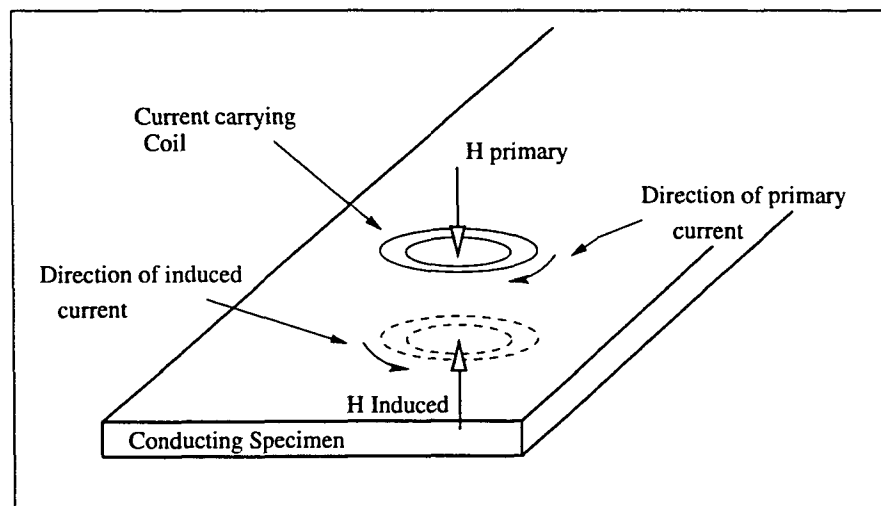 Current carrying
Coil
H primary
Direction of primary
current
Direction of induced
current
H Induced
Conducting Specimen